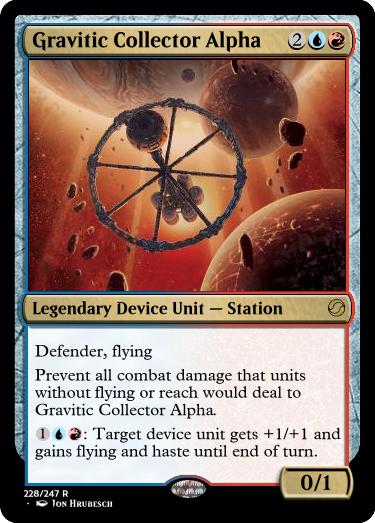 Gravitic Collector Alpha 2
Legendary Device Unit — Station
Defender, flying
Prevent all combat damage that units
without flying or reach would deal to
Gravitic Collector Alpha.
1: Target device unit gets +1/+1 and
gains flying and haste until end of turn.
0/1
228/247 R
· Jon Hrubesch